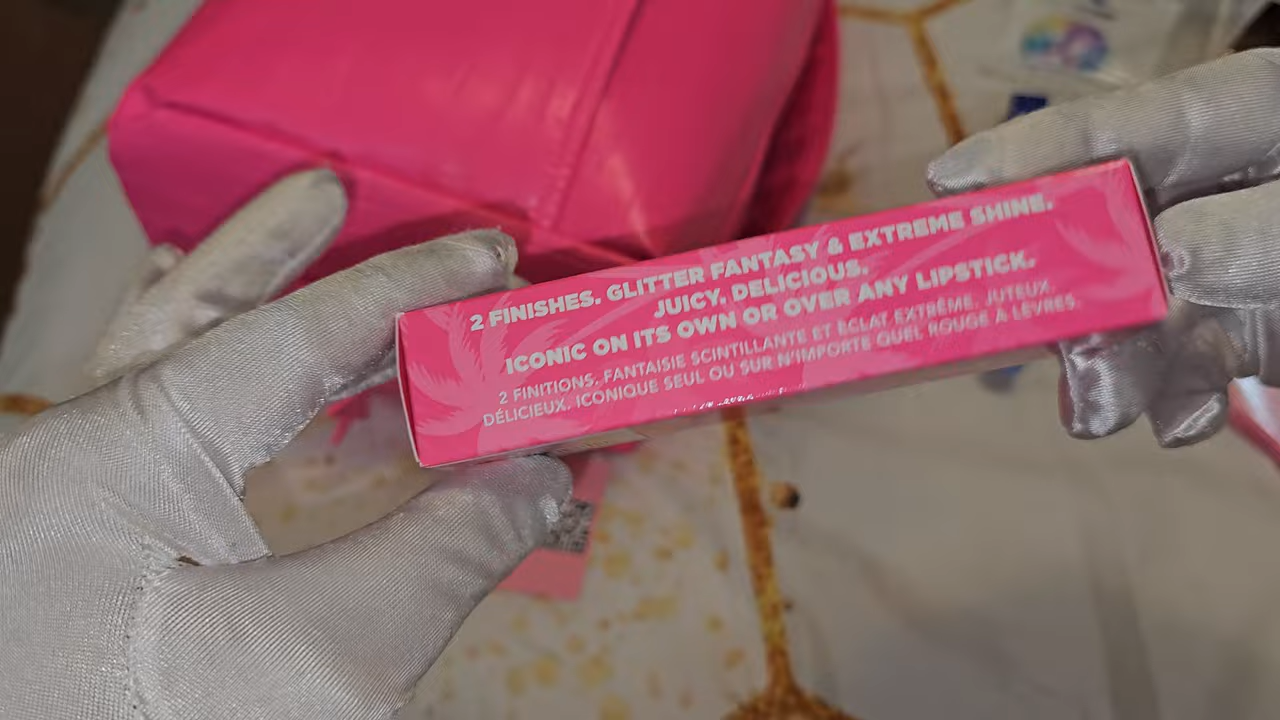 2 FINISHES. GLITTER FANTASY & EXTREME SHINE.
JUICY. DELICIOUS.
ICONIC ON ITS OWN OR OVER ANY LIPSTICK.
2 FINITIONS. FANTAISIE SCINTILLANTE ET ÉCLAT EXTRÊME. JUTEUX.
DÉLICIEUX. ICONIQUE SEUL OU SUR N'IMPORTE QUEL ROUGE À LÈVRES.